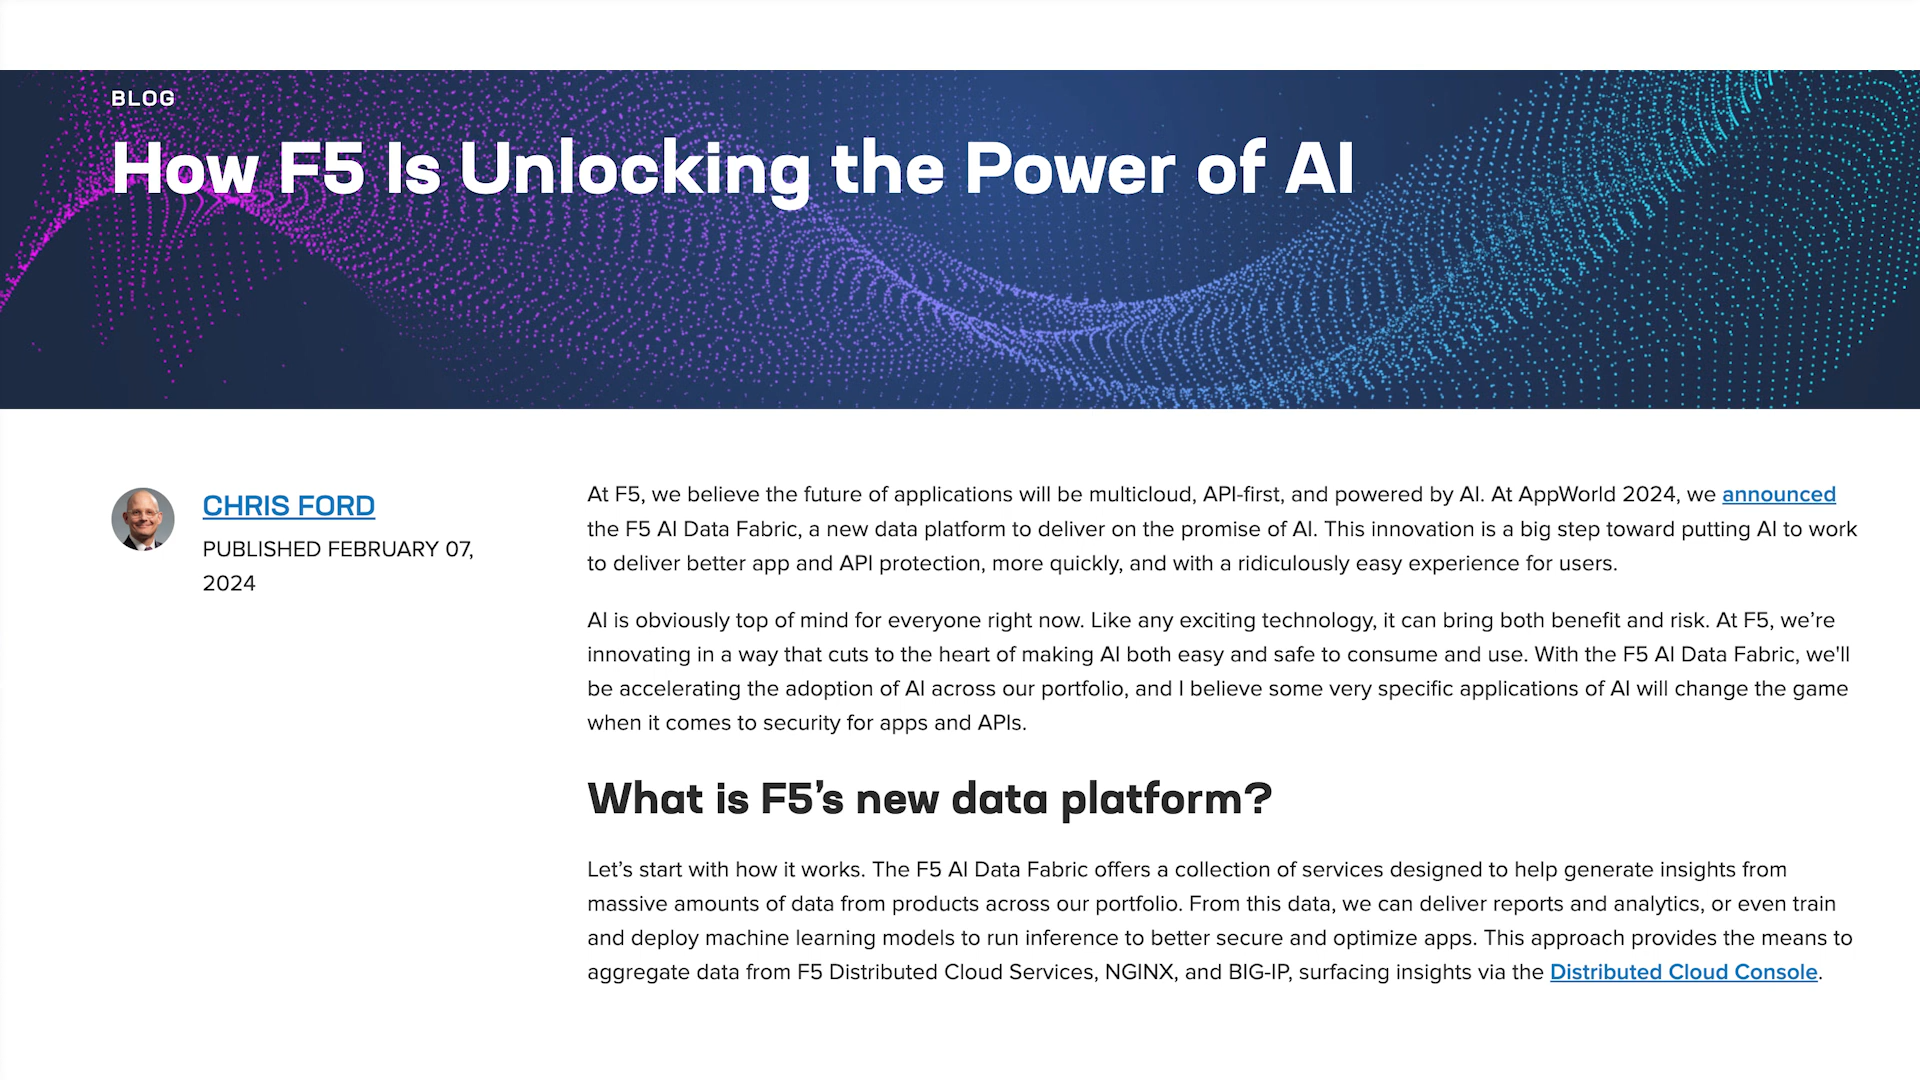 BLOG
How F5 Is Unlocking the Power of AI
CHRIS FORD
PUBLISHED FEBRUARY 07,
2024
At F5, we believe the future of applications will be multicloud, API-first, and powered by AI. At AppWorld 2024, we announced
the F5 AI Data Fabric, a new data platform to deliver on the promise of AI. This innovation is a big step toward putting AI to work
to deliver better app and API protection, more quickly, and with a ridiculously easy experience for users.
AI is obviously top of mind for everyone right now. Like any exciting technology, it can bring both benefit and risk. At F5, we’re
innovating in a way that cuts to the heart of making AI both easy and safe to consume and use. With the F5 AI Data Fabric, we'll
be accelerating the adoption of AI across our portfolio, and I believe some very specific applications of AI will change the game
when it comes to security for apps and APIs.
What is F5’s new data platform?
Let’s start with how it works. The F5 AI Data Fabric offers a collection of services designed to help generate insights from
massive amounts of data from products across our portfolio. From this data, we can deliver reports and analytics, or even train
and deploy machine learning models to run inference to better secure and optimize apps. This approach provides the means to
aggregate data from F5 Distributed Cloud Services, NGINX, and BIG-IP, surfacing insights via the Distributed Cloud Console.